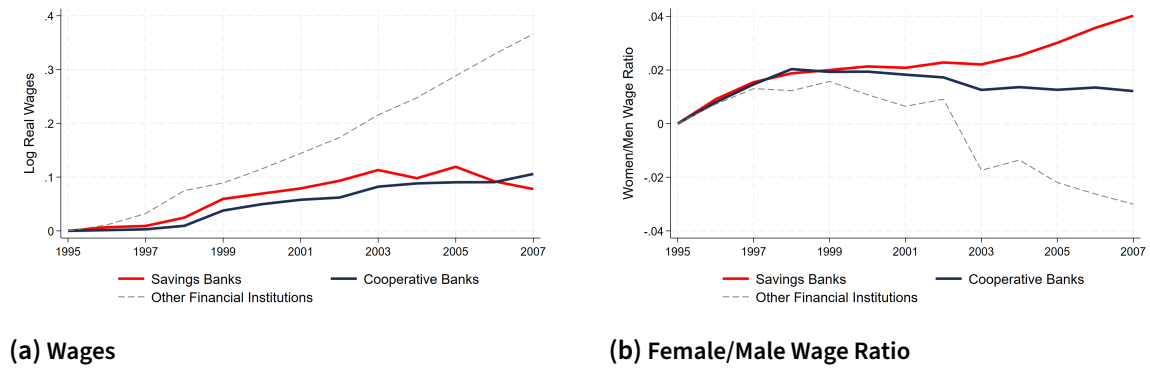 .4
.3
.2
.1
0
Log Real Wages
1995 1997 1999 2001 2003 2005 2007
Savings Banks Cooperative Banks
Other Financial Institutions
(a) Wages
.04
.02
0
-.02
-.04
Women/Men Wage Ratio
1995 1997 1999 2001 2003 2005 2007
Savings Banks Cooperative Banks
Other Financial Institutions
(b) Female/Male Wage Ratio